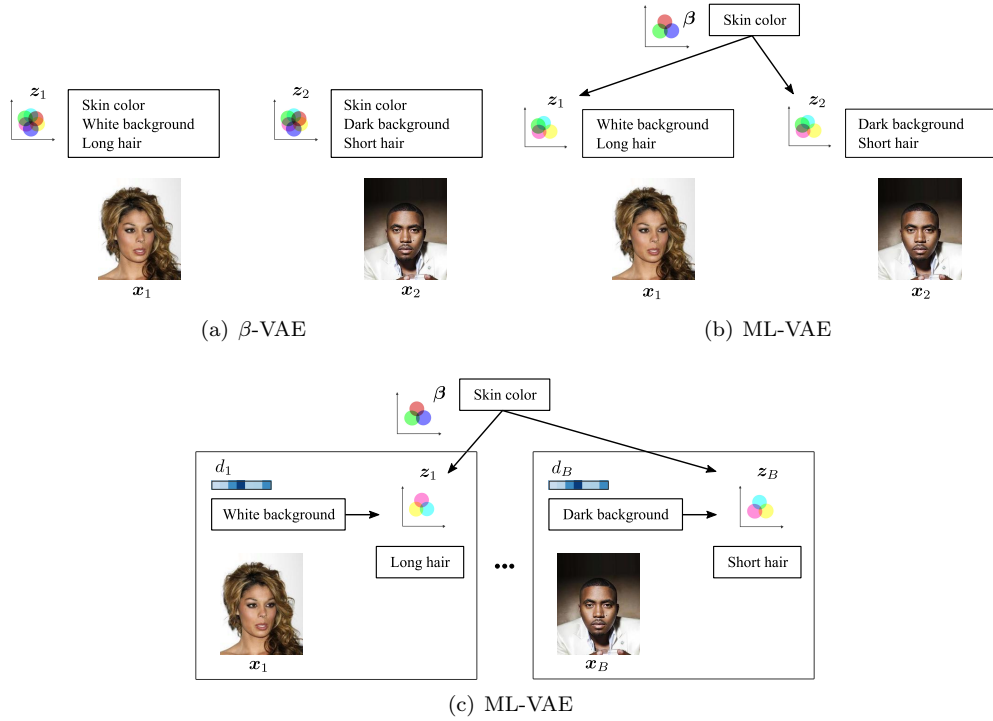 β
Skin color
z1
Skin color
White background
Long hair
z2
Skin color
Dark background
Short hair
z1
White background
Long hair
z2
Dark background
Short hair
x1
x2
x1
x2
(a) β-VAE
(b) ML-VAE
β
Skin color
d1
z1
White background
Long hair
x1
•••
dB
zB
Dark background
Short hair
xB
(c) ML-VAE